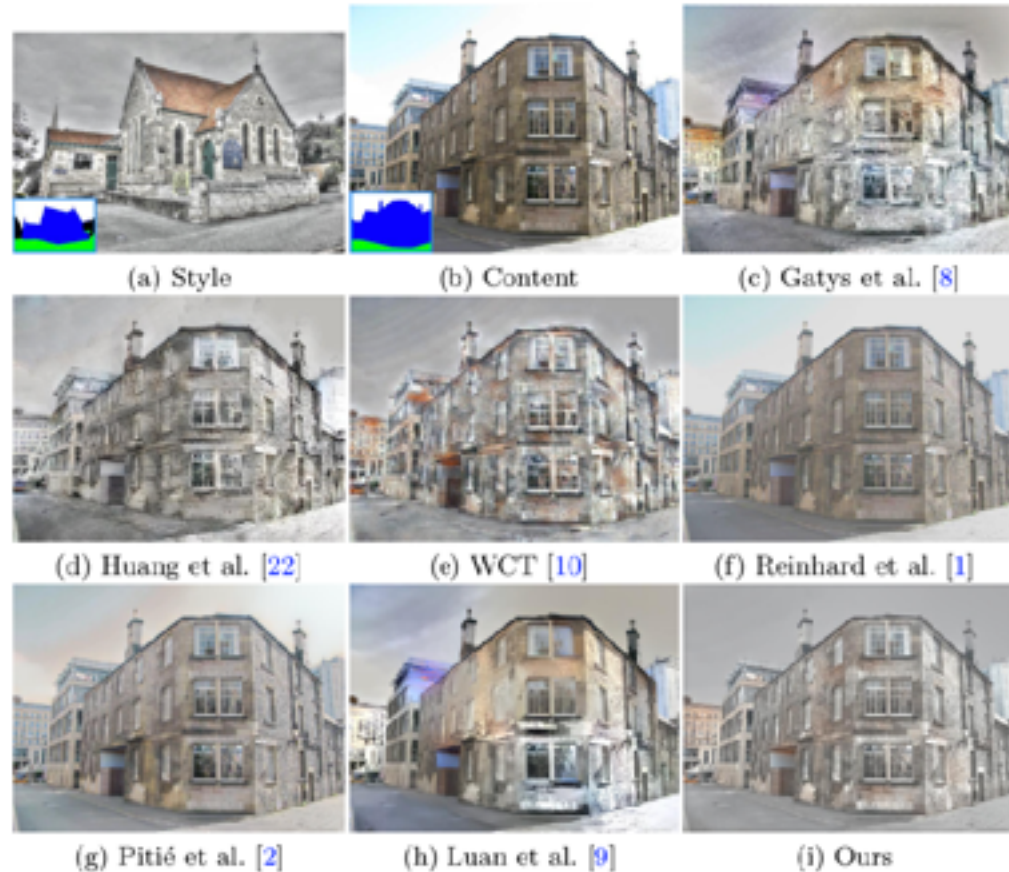 (a) Style
(b) Content
(c) Gatys et al. [8]
(d) Huang et al. [22]
(e) WCT [10]
(f) Reinhard et al. [1]
(g) Pitié et al. [2]
(h) Luan et al. [9]
(i) Ours